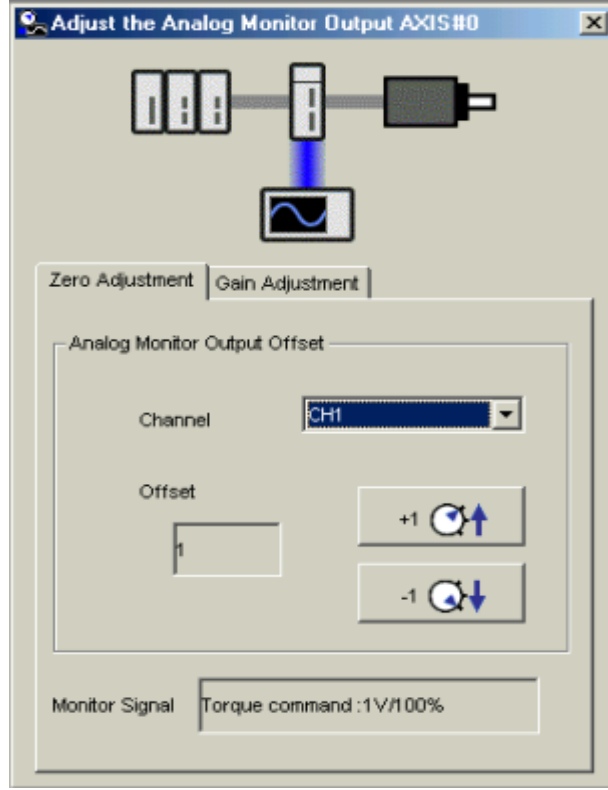 Adjust the Analog Monitor Output AXIS#0
Zero Adjustment
Gain Adjustment
Analog Monitor Output Offset
Channel
CH1
Offset
1
+1
-1
Monitor Signal
Torque command :1V/100%